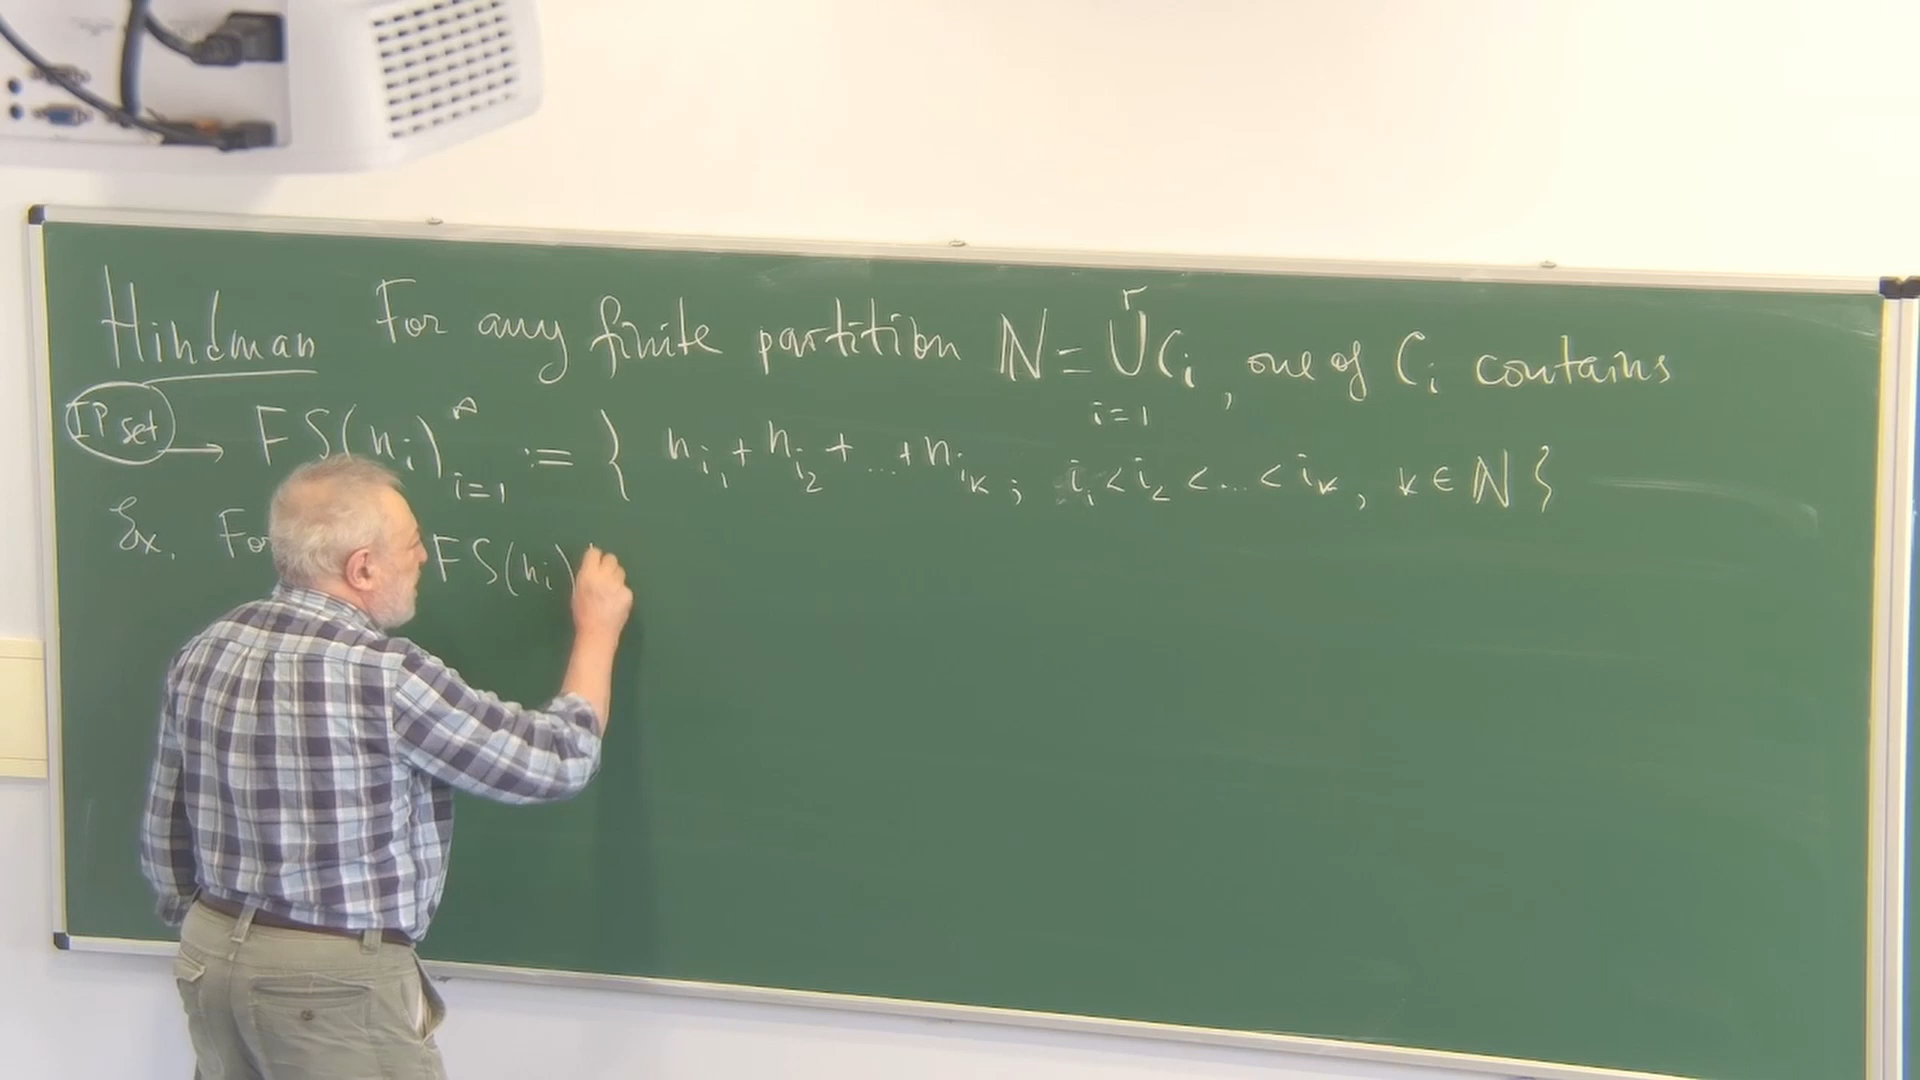 Hindman For any finite partition ℕ = ⋃_{i=1}^{r} C_i, one of C_i contains
IP set → FS(n_i)_{i=1}^{∞} := { n_{i_1} + n_{i_2} + ... + n_{i_k} ; i_1 < i_2 < ... < i_k, k ∈ ℕ }
Ex. For FS(n_i)